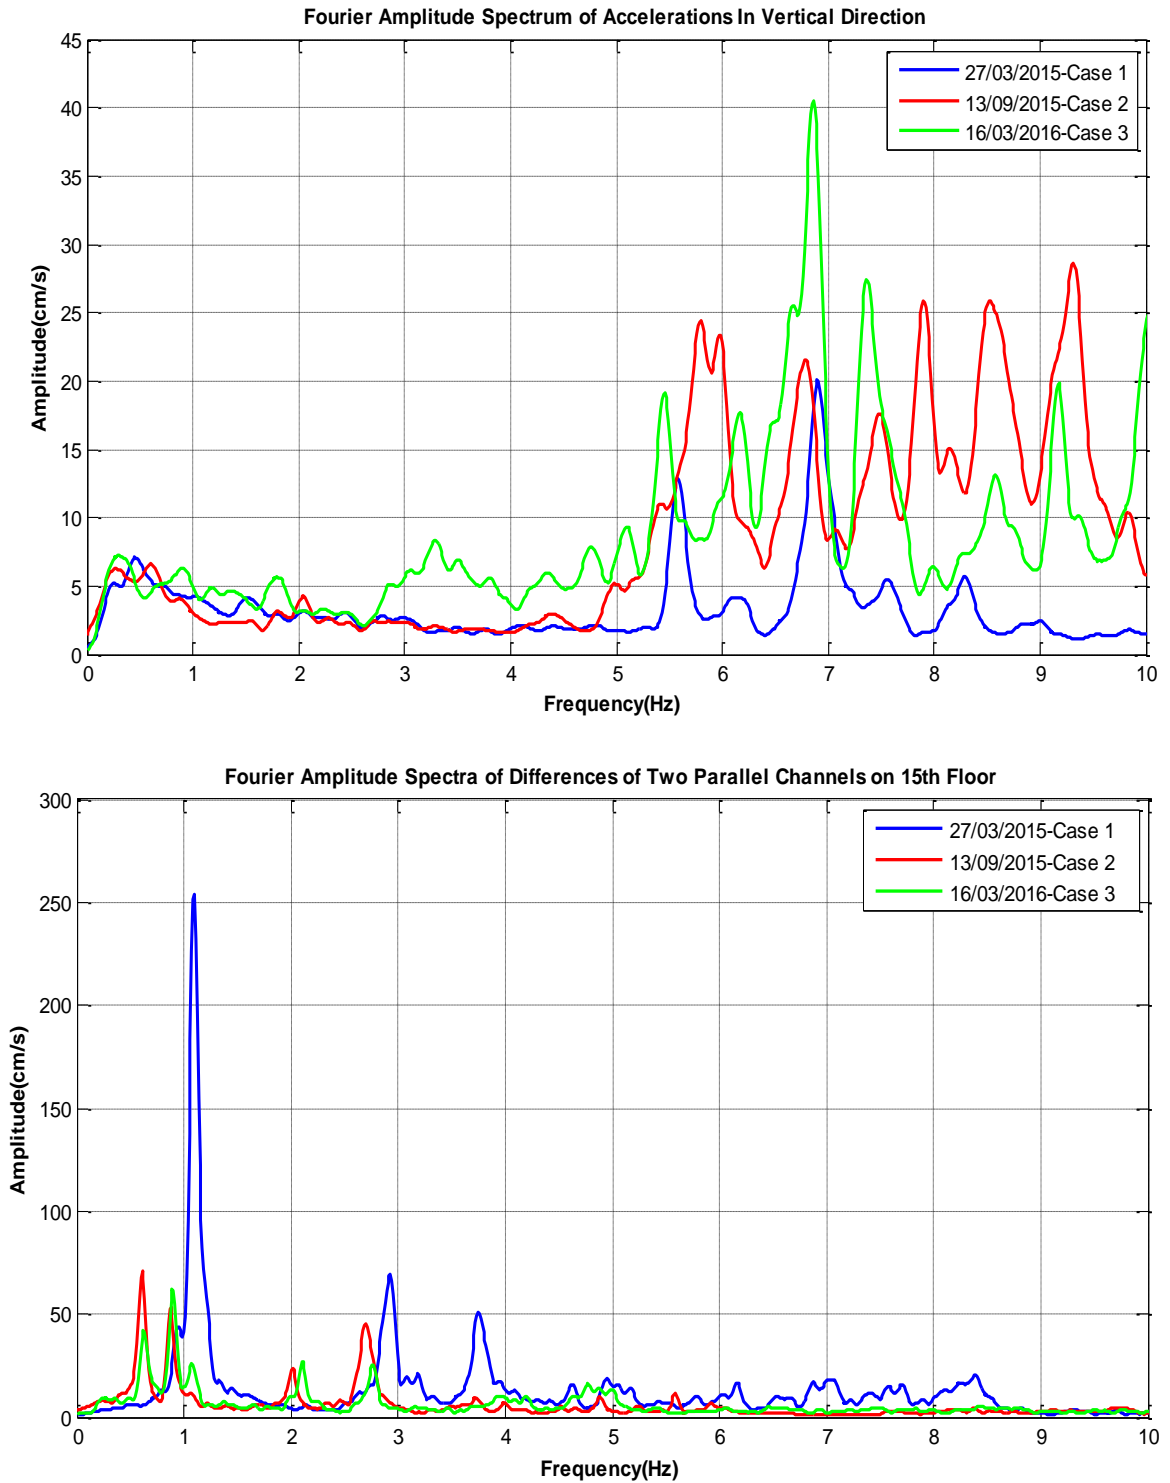 Fourier Amplitude Spectrum of Accelerations In Vertical Direction
45
40
35
30
25
20
15
10
5
0
Amplitude(cm/s)
27/03/2015-Case 1
13/09/2015-Case 2
16/03/2016-Case 3
0 1 2 3 4 5 6 7 8 9 10
Frequency(Hz)
Fourier Amplitude Spectra of Differences of Two Parallel Channels on 15th Floor
300
250
200
150
100
50
0
Amplitude(cm/s)
27/03/2015-Case 1
13/09/2015-Case 2
16/03/2016-Case 3
0 1 2 3 4 5 6 7 8 9 10
Frequency(Hz)